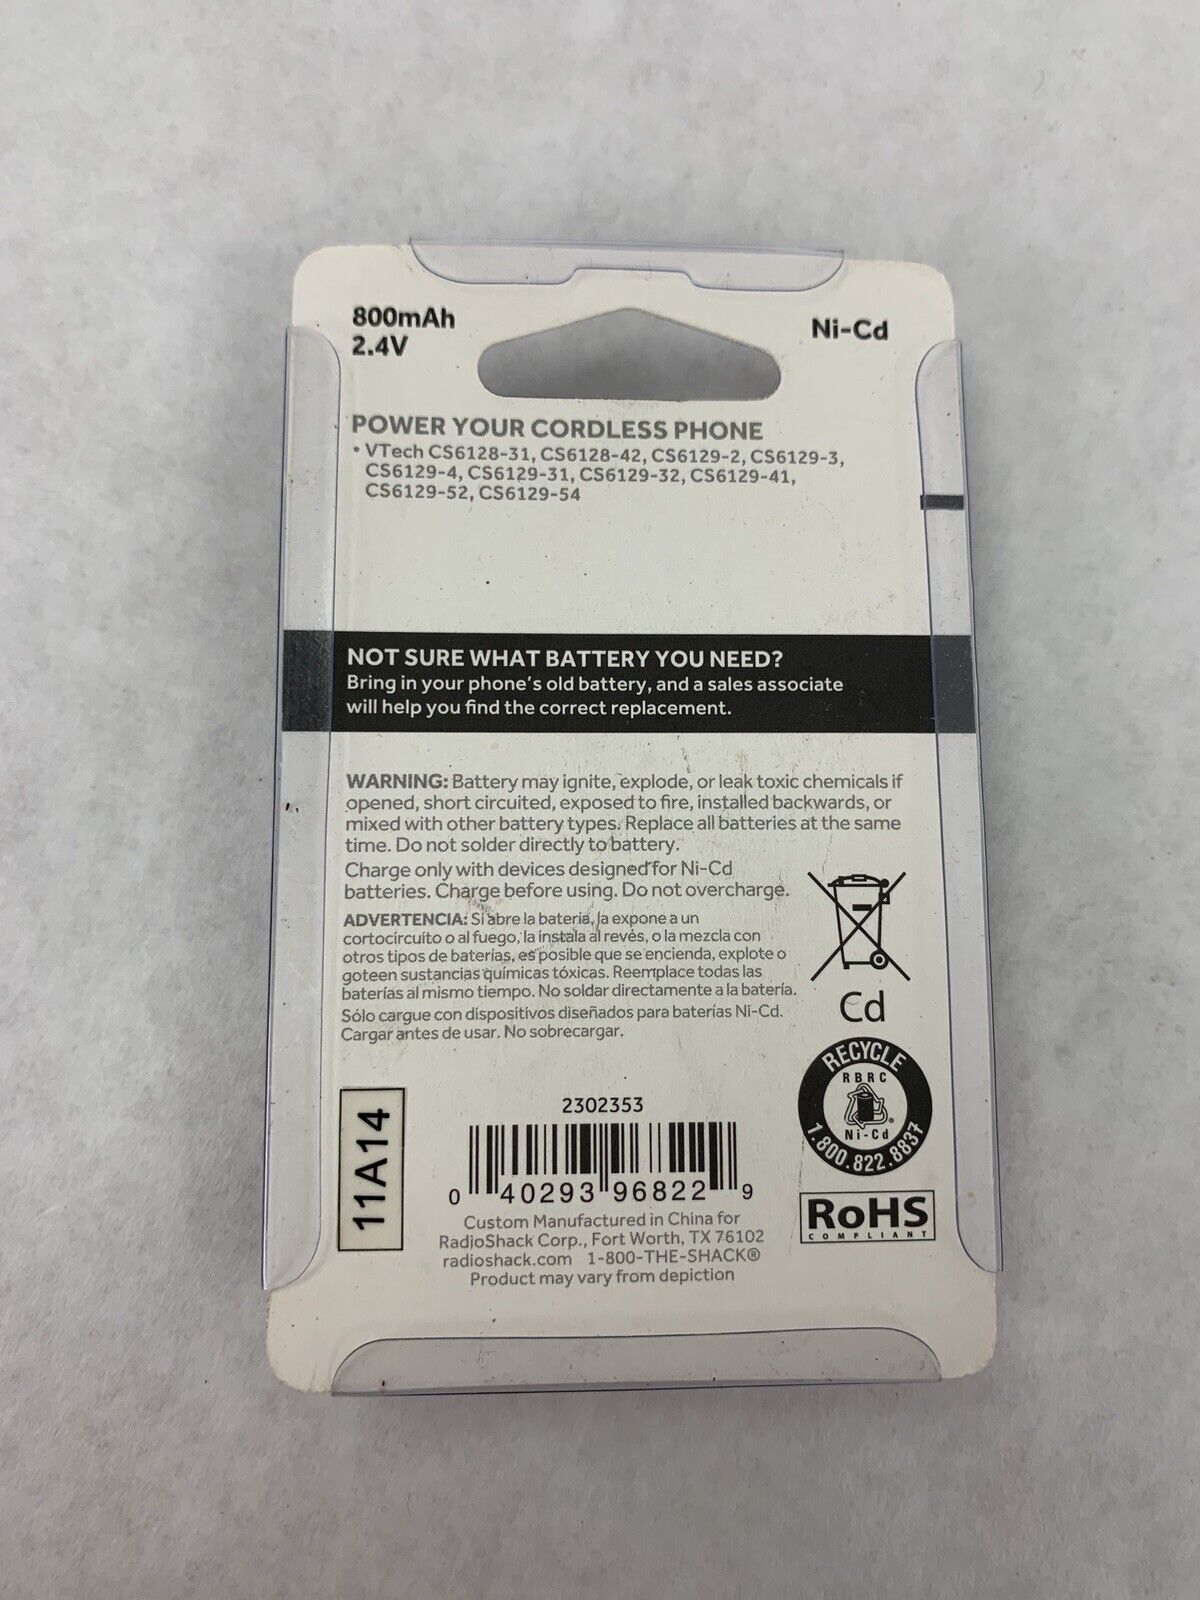 800mAh
2.4V
Ni-Cd
POWER YOUR CORDLESS PHONE
• VTech CS6128-31, CS6128-42, CS6129-2, CS6129-3,
CS6129-4, CS6129-31, CS6129-32, CS6129-41,
CS6129-52, CS6129-54
NOT SURE WHAT BATTERY YOU NEED?
Bring in your phone's old battery, and a sales associate
will help you find the correct replacement.
WARNING: Battery may ignite, explode, or leak toxic chemicals if
opened, short circuited, exposed to fire, installed backwards, or
mixed with other battery types. Replace all batteries at the same
time. Do not solder directly to battery.
Charge only with devices designed for Ni-Cd
batteries. Charge before using. Do not overcharge.
ADVERTENCIA: Si abre la batería, la expone a un
cortocircuito o al fuego, la instala al revés, o la mezcla con
otros tipos de baterías, es posible que se encienda, explote o
goteen sustancias químicas tóxicas. Reemplace todas las
baterías al mismo tiempo. No soldar directamente a la batería.
Sólo cargue con dispositivos diseñados para baterías Ni-Cd.
Cargar antes de usar. No sobrecargar.
Cd
RECYCLE
RBRC
®
Ni-Cd
1.800.822.8837
RoHS
COMPLIANT
11A14
2302353
0 40293 96822 9
Custom Manufactured in China for
RadioShack Corp., Fort Worth, TX 76102
radioshack.com 1-800-THE-SHACK®
Product may vary from depiction